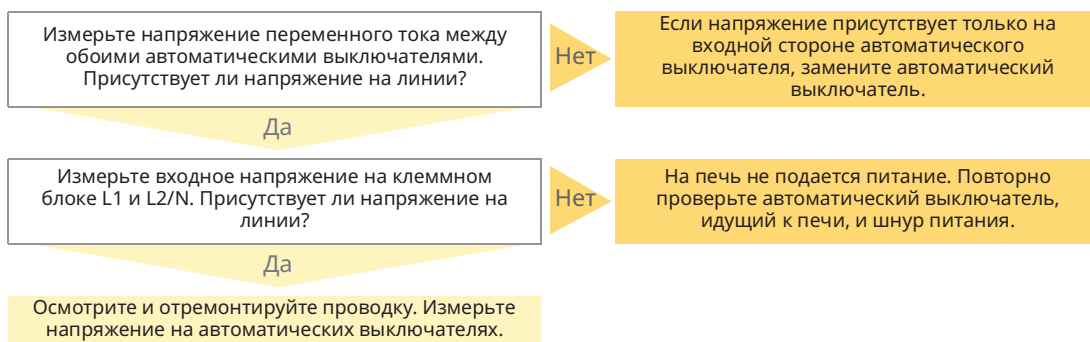 Измерьте напряжение переменного тока между
обоими автоматическими выключателями.
Присутствует ли напряжение на линии?
Нет
Если напряжение присутствует только на
входной стороне автоматического
выключателя, замените автоматический
выключатель.
Да
Измерьте входное напряжение на клеммном
блоке L1 и L2/N. Присутствует ли напряжение на
линии?
Нет
На печь не подается питание. Повторно
проверьте автоматический выключатель,
идущий к печи, и шнур питания.
Да
Осмотрите и отремонтируйте проводку. Измерьте
напряжение на автоматических выключателях.